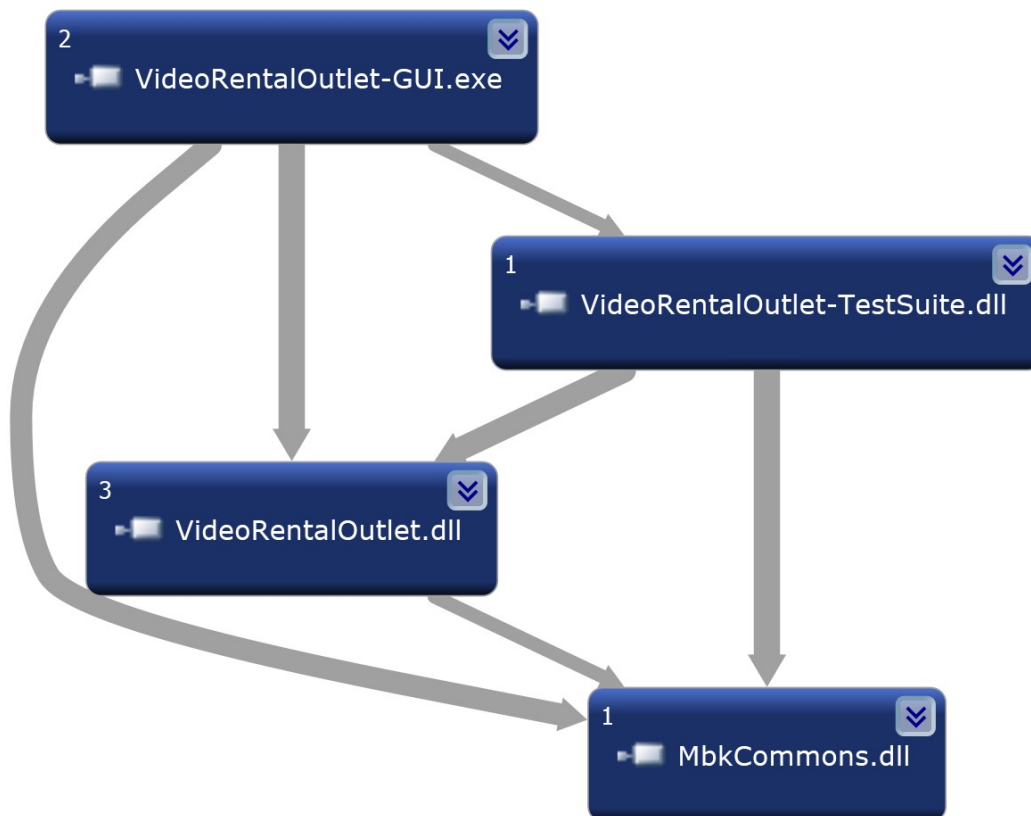 2
VideoRentalOutlet-GUI.exe
1
VideoRentalOutlet-TestSuite.dll
3
VideoRentalOutlet.dll
1
MbkCommons.dll